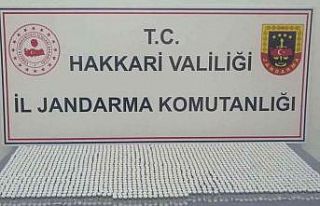 T.C.
HAKKARİ VALİLİĞİ
İL JANDARMA KOMUTANLIĞI